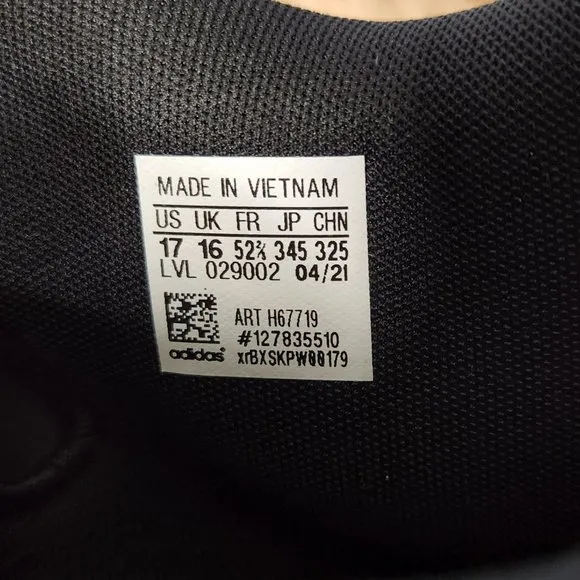 MADE IN VIETNAM
US UK FR JP CHN
17 16 52⅔ 345 325
LVL 029002 04/21
ART H67719
#127835510
adidas® xrBXSKPW00179